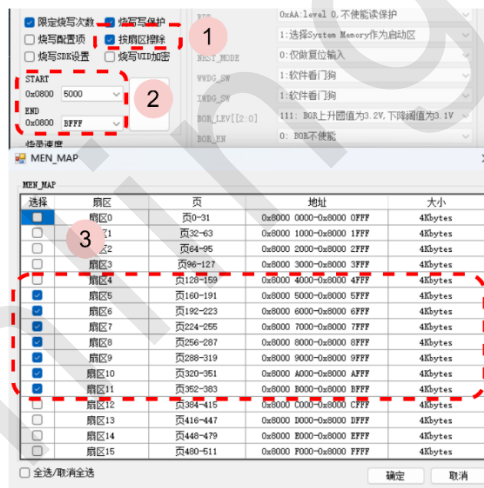 限定烧写次数 烧写写保护
烧写配置项 按扇区擦除
烧写SDK设置 烧写UID加密
START
0x0800 5000
END
0x0800 BFFF
烧录速度
1
2
0xAA:level 0,不使能读保护
1:选择System Memory作为启动区
NRST_MODE 0:仅做复位输入
WWDG_SW 1:软件看门狗
IWDG_SW 1:软件看门狗
BOR_LEV[[2:0] 111: BOR上升阈值为3.2V,下降阈值为3.1V
BOR_EN 0: BOR不使能
MEN_MAP
MEN_MAP
选择 扇区 页 地址 大小
扇区0 页0-31 0x8000 0000-0x8000 0FFF 4Kbytes
3
页32-63 0x8000 1000-0x8000 1FFF 4Kbytes
页64-95 0x8000 2000-0x8000 2FFF 4Kbytes
扇区3 页96-127 0x8000 3000-0x8000 3FFF 4Kbytes
扇区4 页128-159 0x8000 4000-0x8000 4FFF 4Kbytes
扇区5 页160-191 0x8000 5000-0x8000 5FFF 4Kbytes
扇区6 页192-223 0x8000 6000-0x8000 6FFF 4Kbytes
扇区7 页224-255 0x8000 7000-0x8000 7FFF 4Kbytes
扇区8 页256-287 0x8000 8000-0x8000 8FFF 4Kbytes
扇区9 页288-319 0x8000 9000-0x8000 9FFF 4Kbytes
扇区10 页320-351 0x8000 A000-0x8000 AFFF 4Kbytes
扇区11 页352-383 0x8000 B000-0x8000 BFFF 4Kbytes
扇区12 页384-415 0x8000 C000-0x8000 CFFF 4Kbytes
扇区13 页416-447 0x8000 D000-0x8000 DFFF 4Kbytes
扇区14 页448-479 0x8000 E000-0x8000 EFFF 4Kbytes
扇区15 页480-511 0x8000 F000-0x8000 FFFF 4Kbytes
全选/取消全选 确定 取消